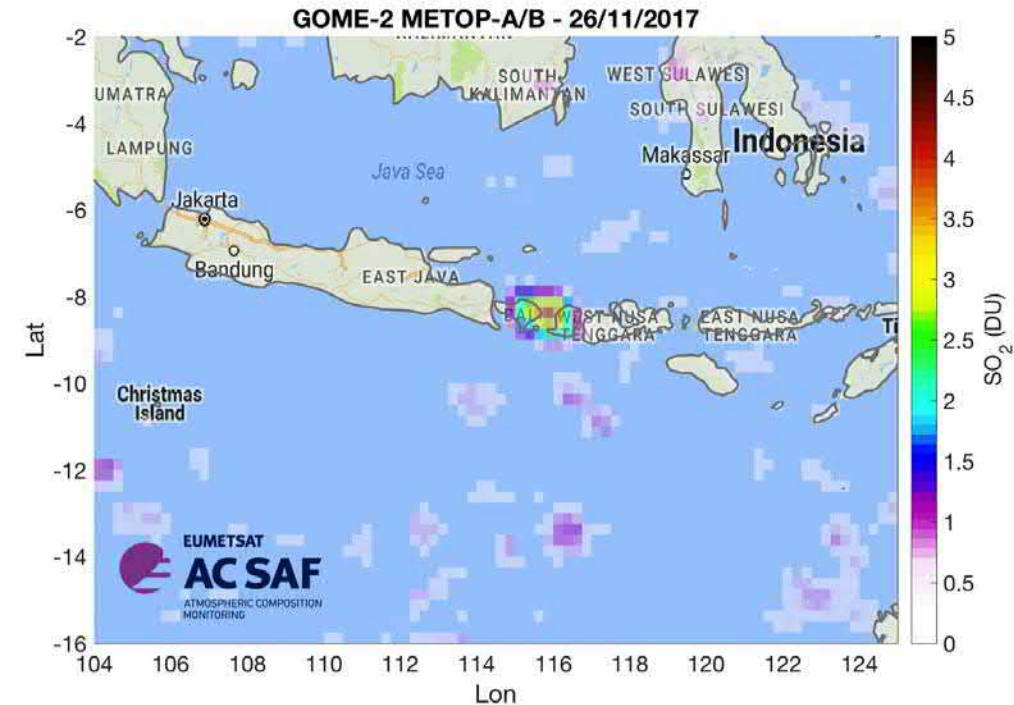 GOME-2 METOP-A/B - 26/11/2017
-2
-4
-6
-8
-10
-12
-14
-16
Lat
SOUTH
KALIMANTAN
WEST SULAWESI
UMATRA
SOUTH SULAWESI
LAMPUNG
Indonesia
Makassar
Java Sea
Jakarta
Bandung
EAST JAVA
BALI
WEST NUSA
TENGGARA
EAST NUSA
TENGGARA
Ti
Christmas
Island
EUMETSAT
AC SAF
ATMOSPHERIC COMPOSITION
MONITORING
104 106 108 110 112 114 116 118 120 122 124
Lon
5
4.5
4
3.5
3
2.5
2
1.5
1
0.5
0
SO2 (DU)